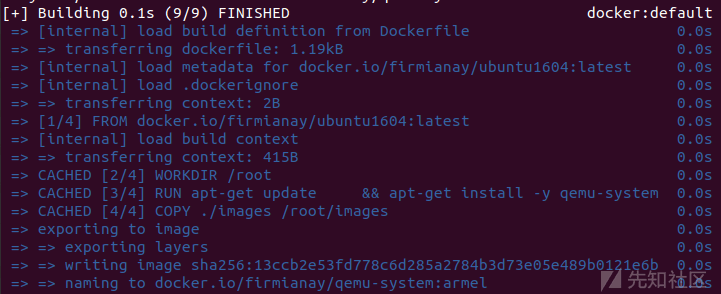 [+] Building 0.1s (9/9) FINISHED docker:default
=> [internal] load build definition from Dockerfile 0.0s
=> => transferring dockerfile: 1.19kB 0.0s
=> [internal] load metadata for docker.io/firmianay/ubuntu1604:latest 0.0s
=> [internal] load .dockerignore 0.0s
=> => transferring context: 2B 0.0s
=> [1/4] FROM docker.io/firmianay/ubuntu1604:latest 0.0s
=> [internal] load build context 0.0s
=> => transferring context: 415B 0.0s
=> CACHED [2/4] WORKDIR /root 0.0s
=> CACHED [3/4] RUN apt-get update     && apt-get install -y qemu-system 0.0s
=> CACHED [4/4] COPY ./images /root/images 0.0s
=> exporting to image 0.0s
=> => exporting layers 0.0s
=> => writing image sha256:13ccb2e53fd778c6d285a2784b3d73e05e489b0121e6b 0.0s
=> => naming to docker.io/firmianay/qemu-system:armel 0.0s
先知社区